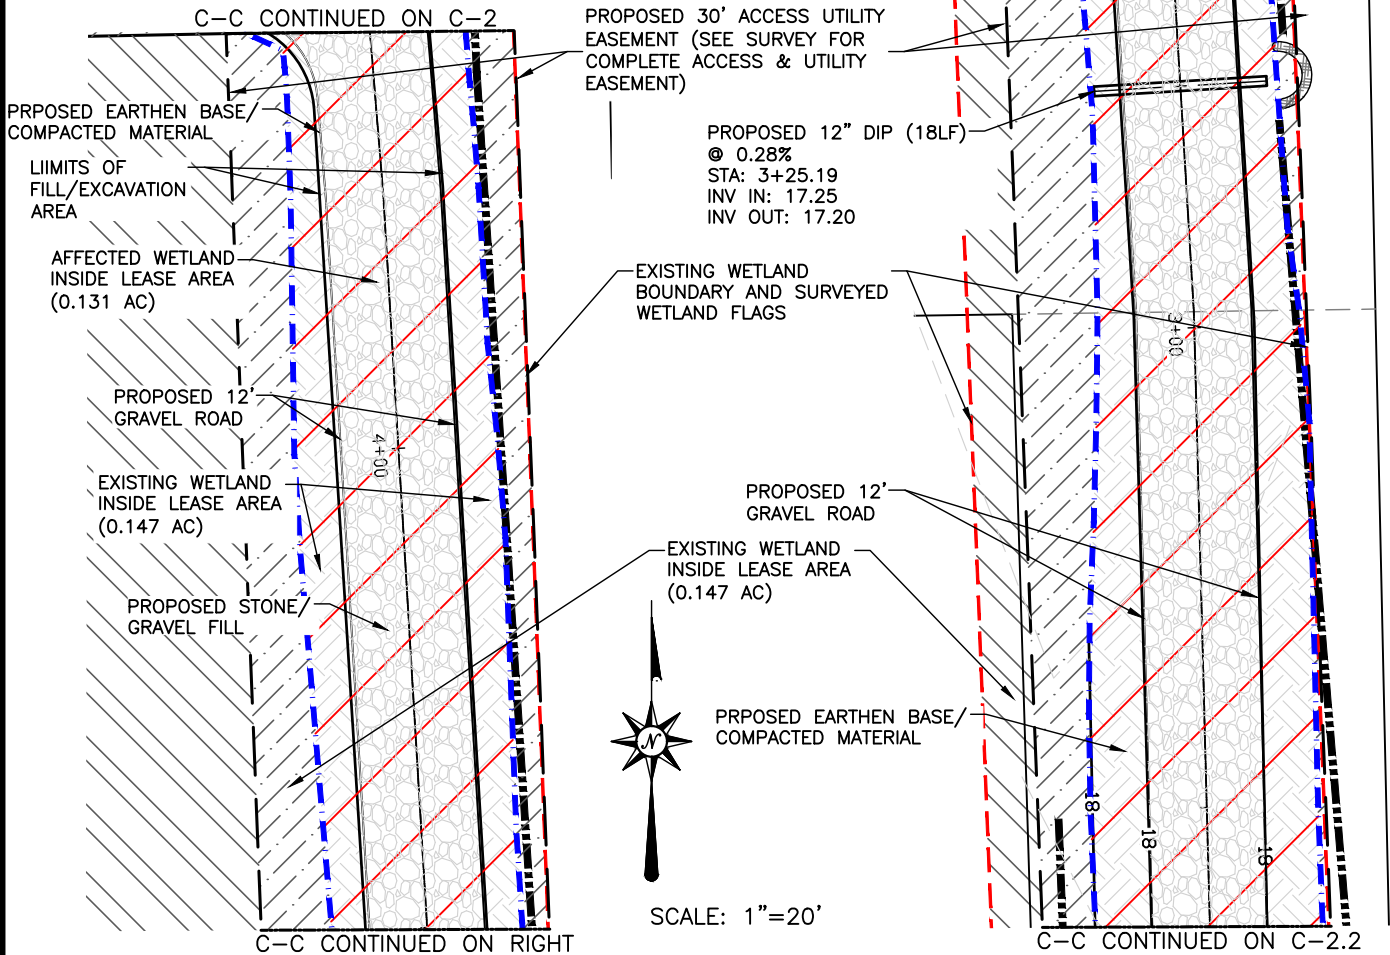 C-C CONTINUED ON C-2
PROPOSED 30' ACCESS UTILITY
EASEMENT (SEE SURVEY FOR
COMPLETE ACCESS & UTILITY
EASEMENT)
PRPOSED EARTHEN BASE/
COMPACTED MATERIAL
LIIMITS OF
FILL/EXCAVATION
AREA
AFFECTED WETLAND
INSIDE LEASE AREA
(0.131 AC)
PROPOSED 12'
GRAVEL ROAD
4+00
EXISTING WETLAND
INSIDE LEASE AREA
(0.147 AC)
PROPOSED STONE/
GRAVEL FILL
C-C CONTINUED ON RIGHT
PROPOSED 12" DIP (18LF)
@ 0.28%
STA: 3+25.19
INV IN: 17.25
INV OUT: 17.20
EXISTING WETLAND
BOUNDARY AND SURVEYED
WETLAND FLAGS
3+00
PROPOSED 12'
GRAVEL ROAD
EXISTING WETLAND
INSIDE LEASE AREA
(0.147 AC)
PRPOSED EARTHEN BASE/
COMPACTED MATERIAL
N
18
18
18
SCALE: 1"=20'
C-C CONTINUED ON C-2.2